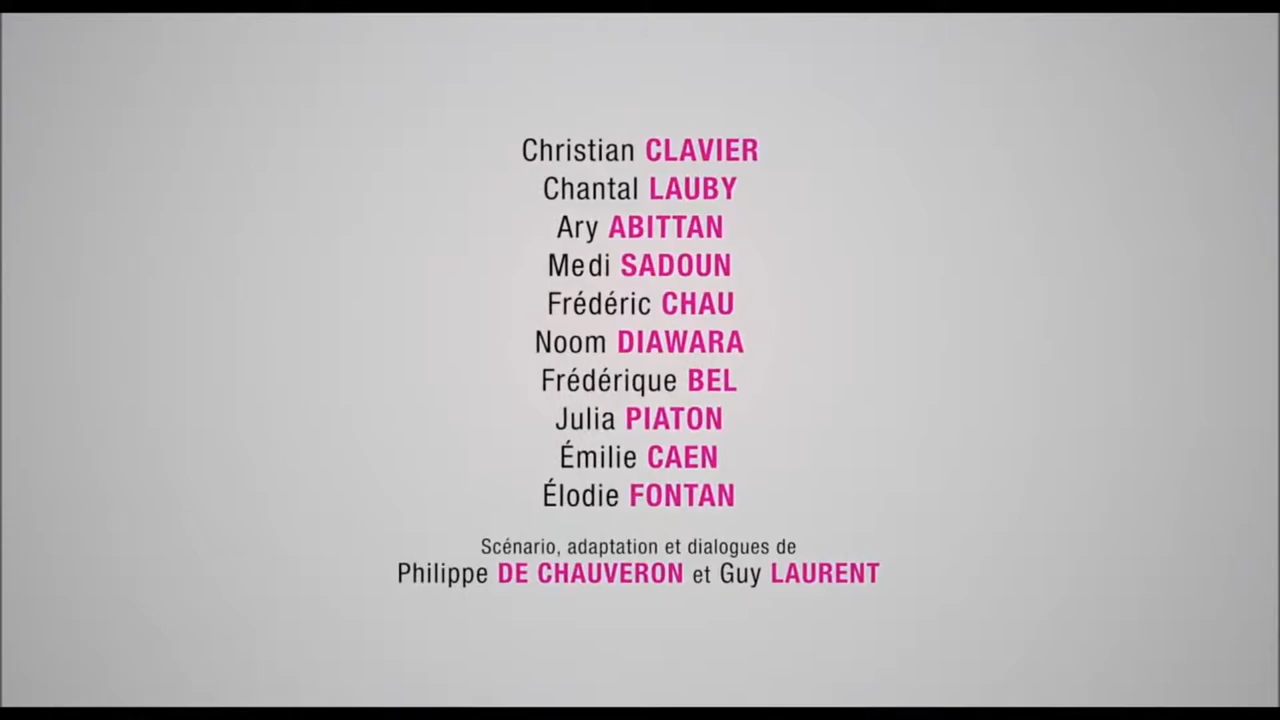 Christian CLAVIER
Chantal LAUBY
Ary ABITTAN
Medi SADOUN
Frédéric CHAU
Noom DIAWARA
Frédérique BEL
Julia PIATON
Émilie CAEN
Élodie FONTAN
Scénario, adaptation et dialogues de
Philippe DE CHAUVERON et Guy LAURENT